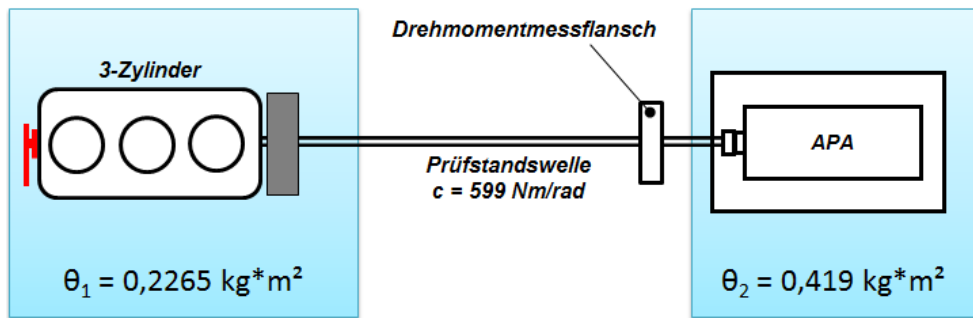 Drehmomentmessflansch
3-Zylinder
APA
Prüfstandswelle
c = 599 Nm/rad
θ₁ = 0,2265 kg*m²
θ₂ = 0,419 kg*m²